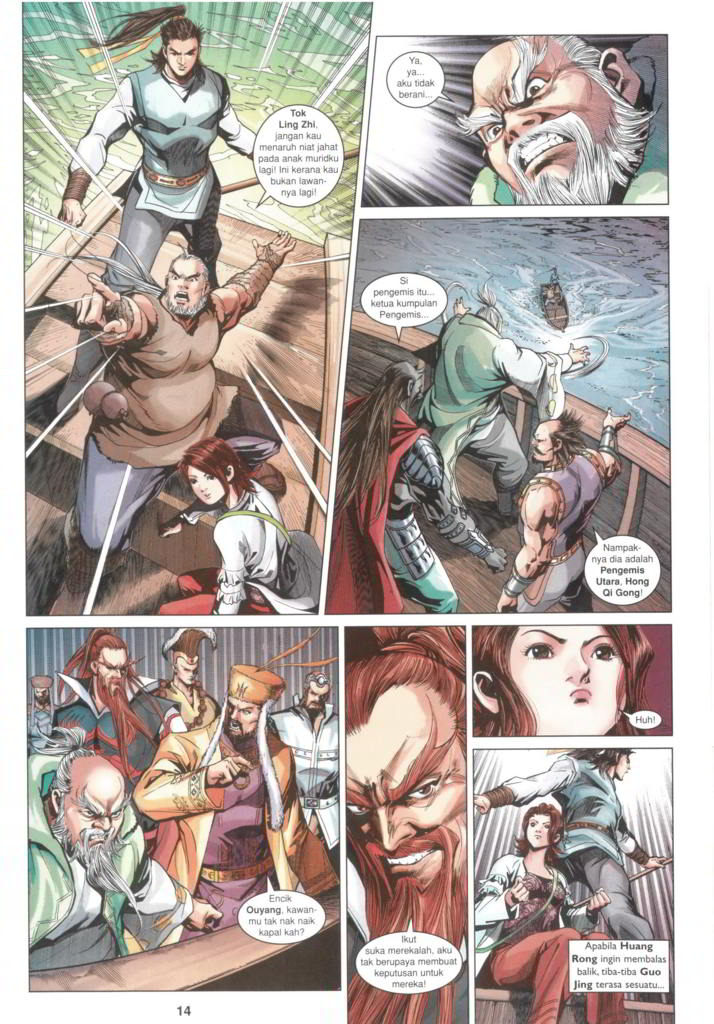 Tok
Ling Zhi,
jangan kau
menaruh niat jahat
pada anak muridku
lagi! Ini kerana kau
bukan lawan-
nya lagi!
Ya,
ya...
aku tidak
berani...
Si
pengemis itu...
ketua kumpulan
Pengemis...
Nampak-
nya dia adalah
Pengemis
Utara, Hong
Qi Gong!
Encik
Ouyang, kawan-
mu tak nak naik
kapal kah?
Ikut
suka merekalah, aku
tak berupaya membuat
keputusan untuk
mereka!
Huh!
Apabila Huang
Rong ingin membalas
balik, tiba-tiba Guo
Jing terasa sesuatu...
14